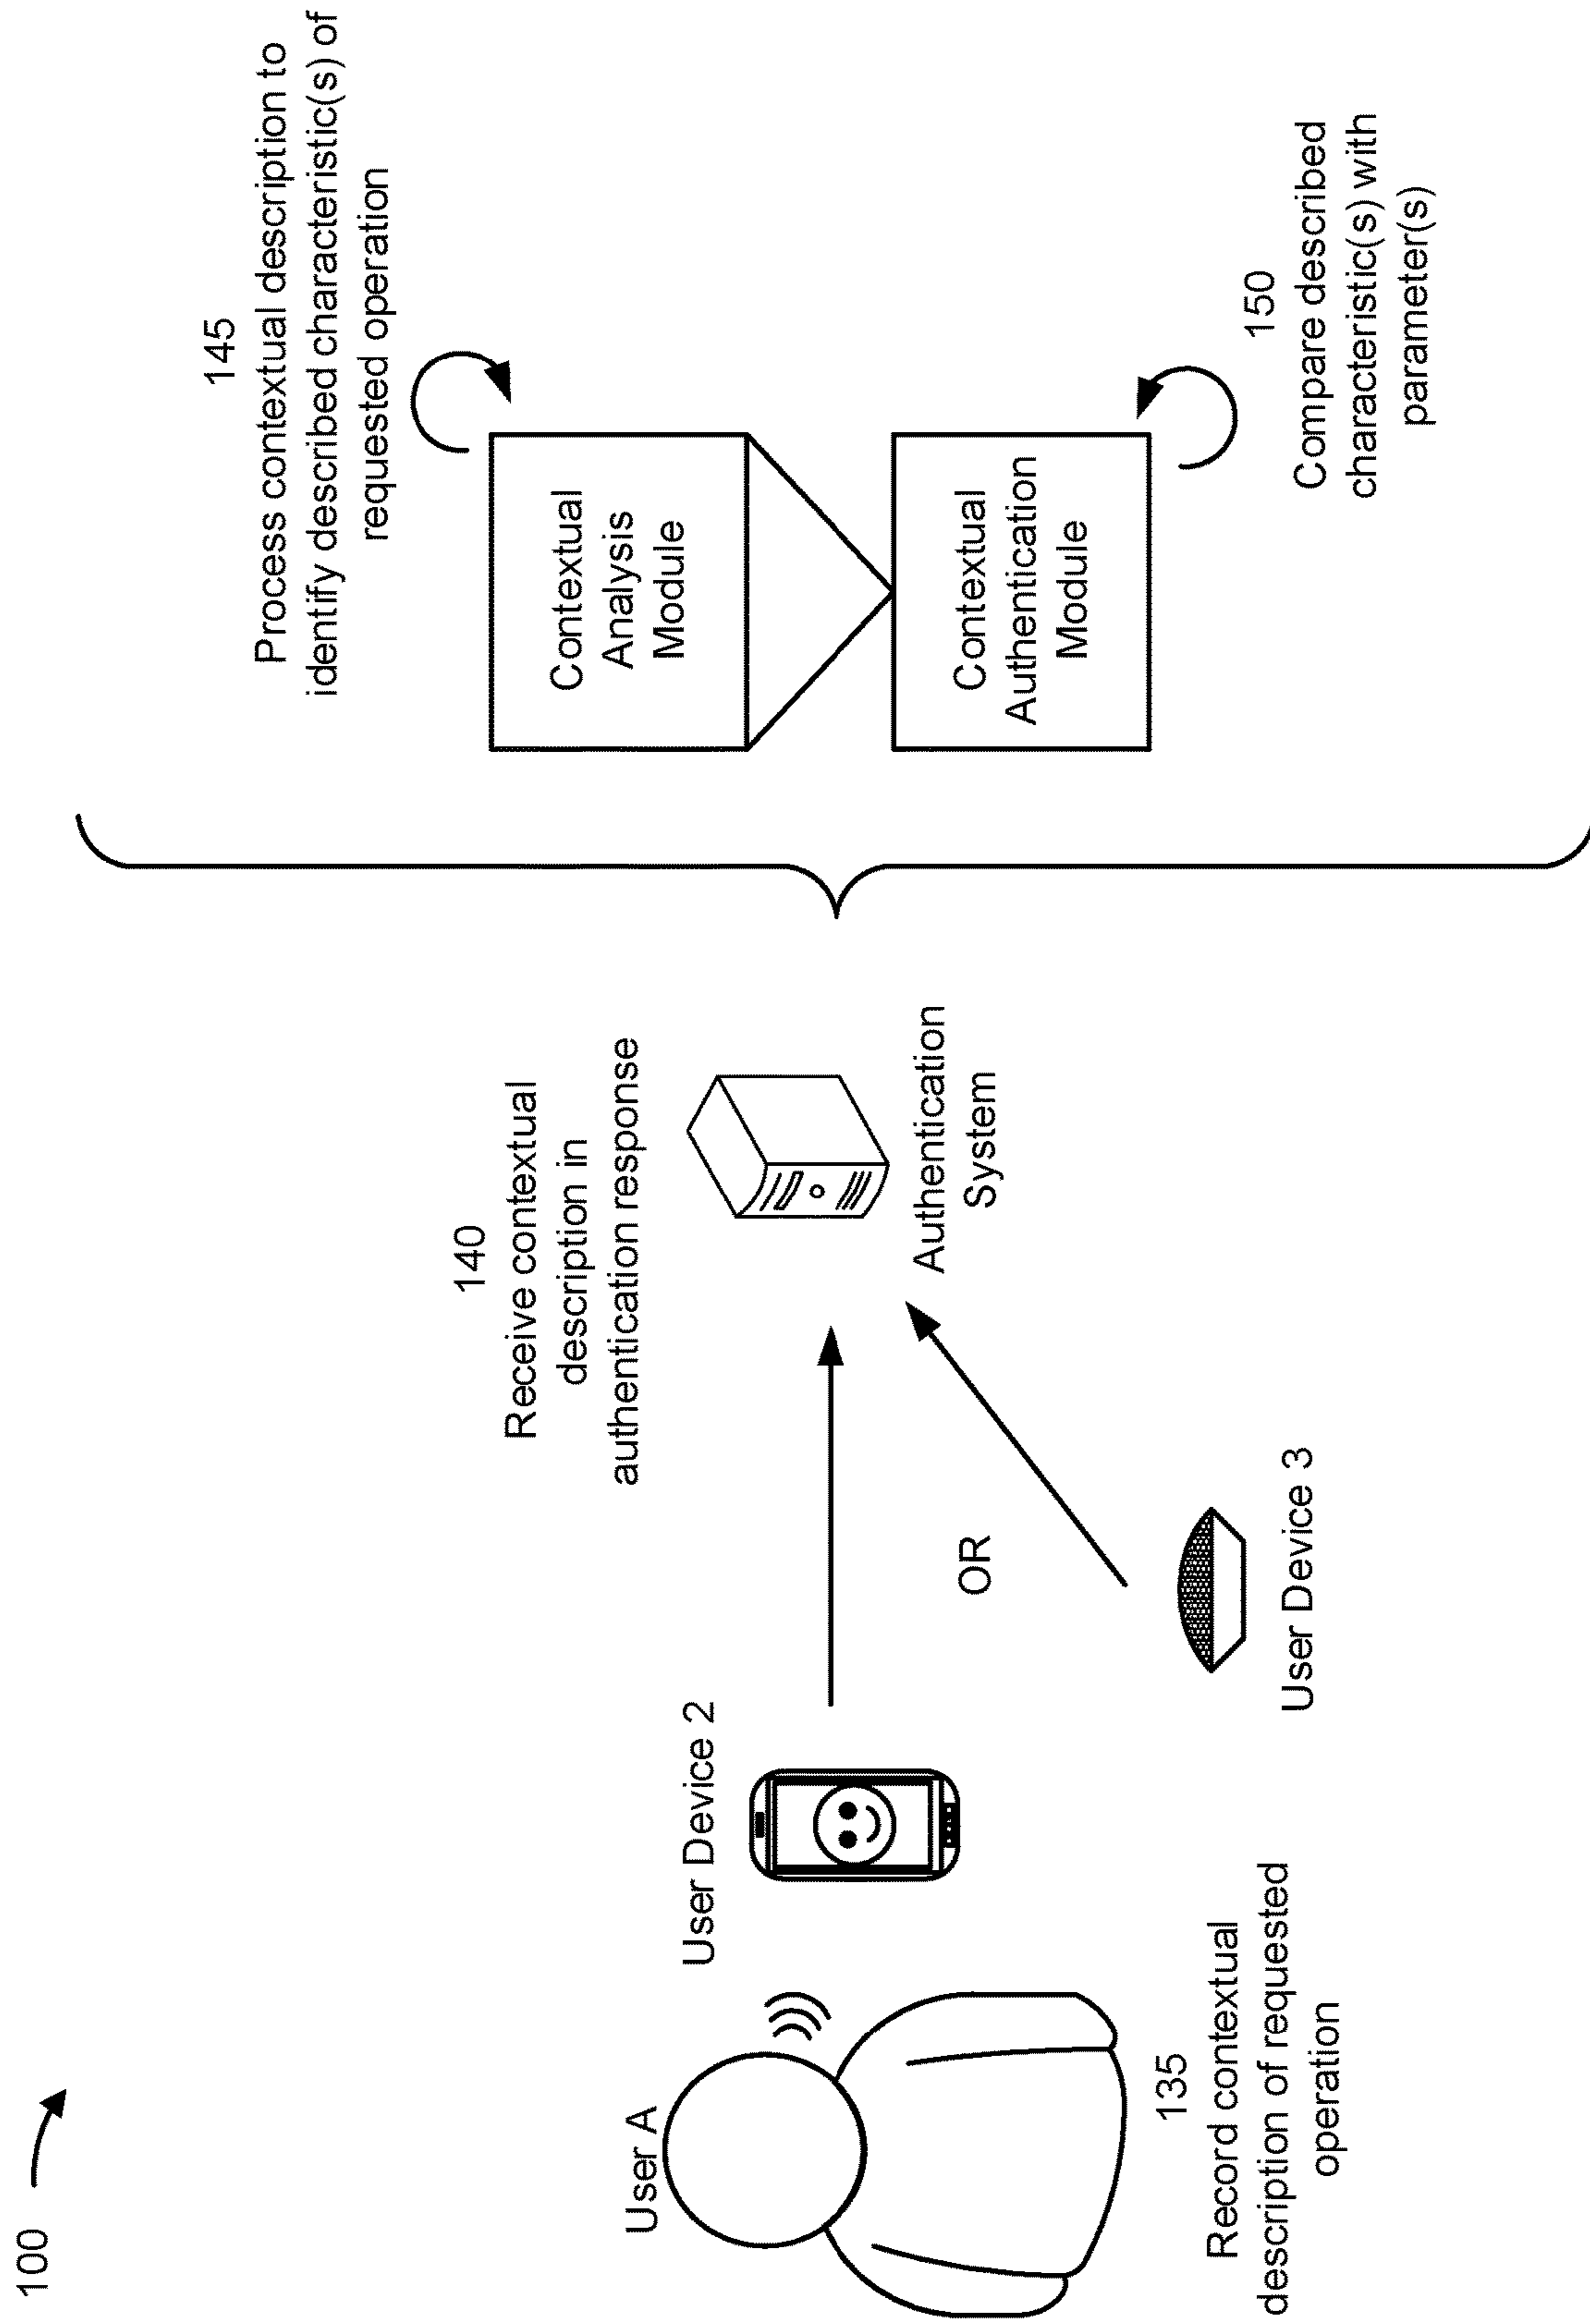 100
User A
135
Record contextual
description of requested
operation
User Device 2
OR
User Device 3
140
Receive contextual
description in
authentication response
Authentication
System
145
Process contextual description to
identify described characteristic(s) of
requested operation
Contextual
Analysis
Module
Contextual
Authentication
Module
150
Compare described
characteristic(s) with
parameter(s)